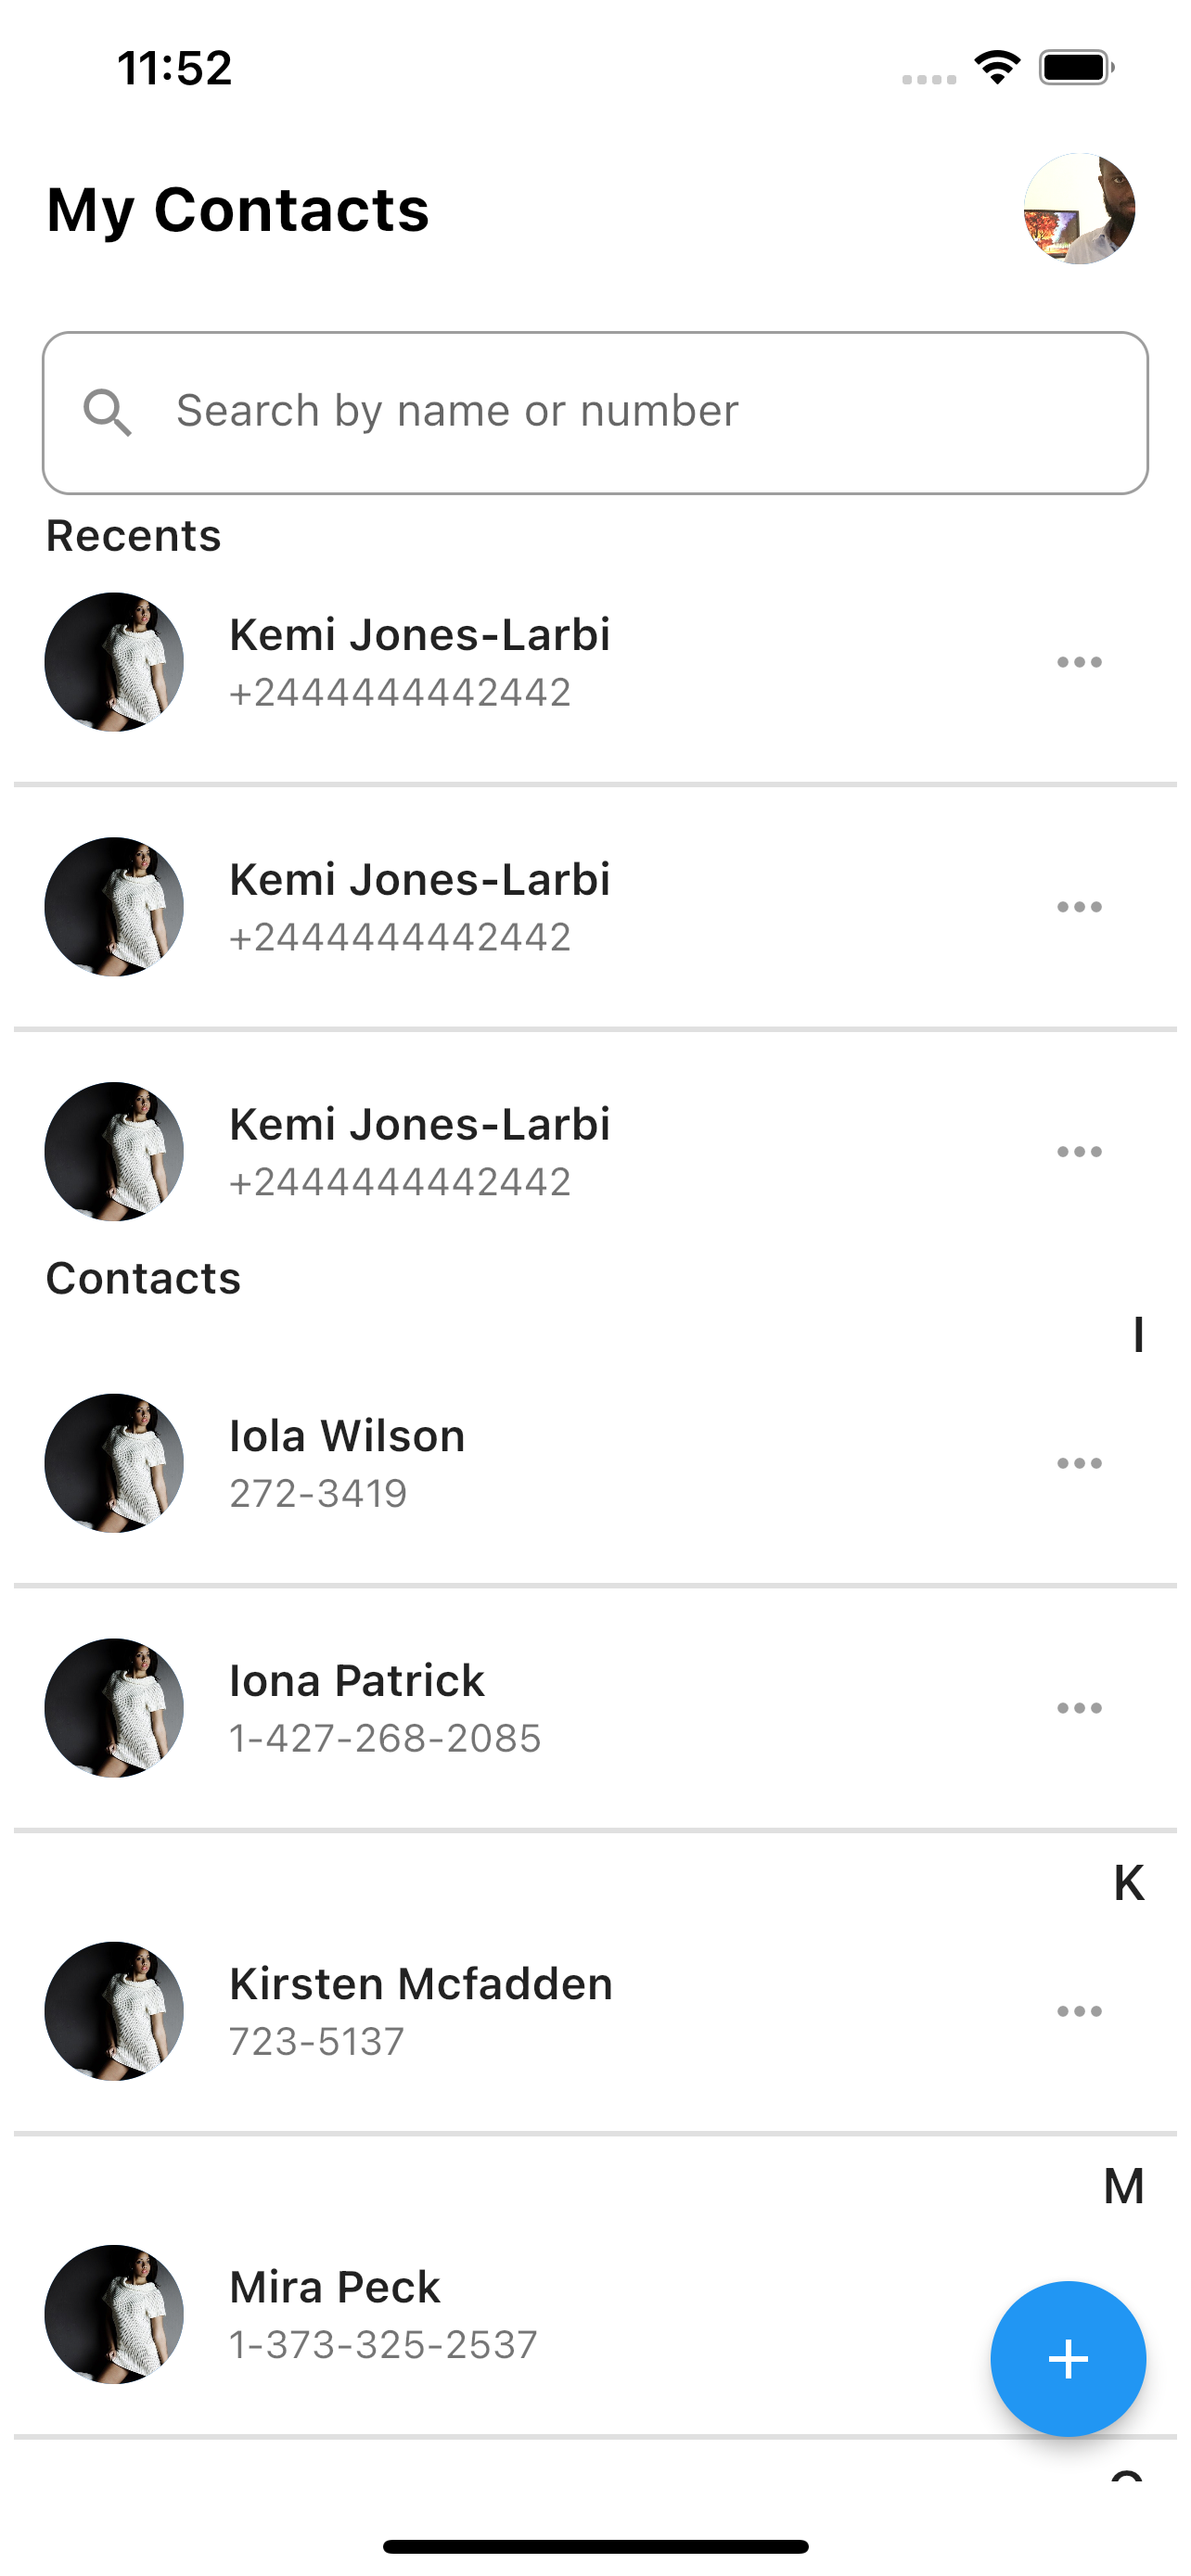 11:52
My Contacts
Search by name or number
Recents
Kemi Jones-Larbi
+2444444442442
Kemi Jones-Larbi
+2444444442442
Kemi Jones-Larbi
+2444444442442
Contacts
I
Iola Wilson
272-3419
Iona Patrick
1-427-268-2085
K
Kirsten Mcfadden
723-5137
M
Mira Peck
1-373-325-2537